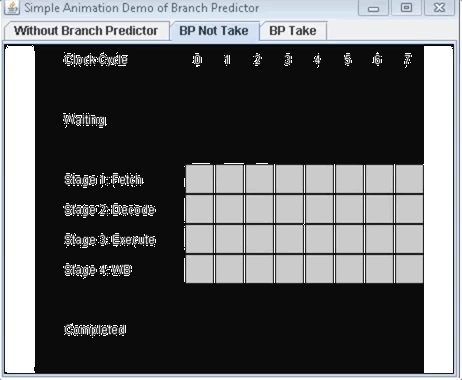 Simple Animation Demo of Branch Predictor
Without Branch Predictor BP Not Take BP Take
Clock Cycle 0 1 2 3 4 5 6 7
Waiting
Stage 1: Fetch
Stage 2: Decode
Stage 3: Execute
Stage 4: WB
Completed